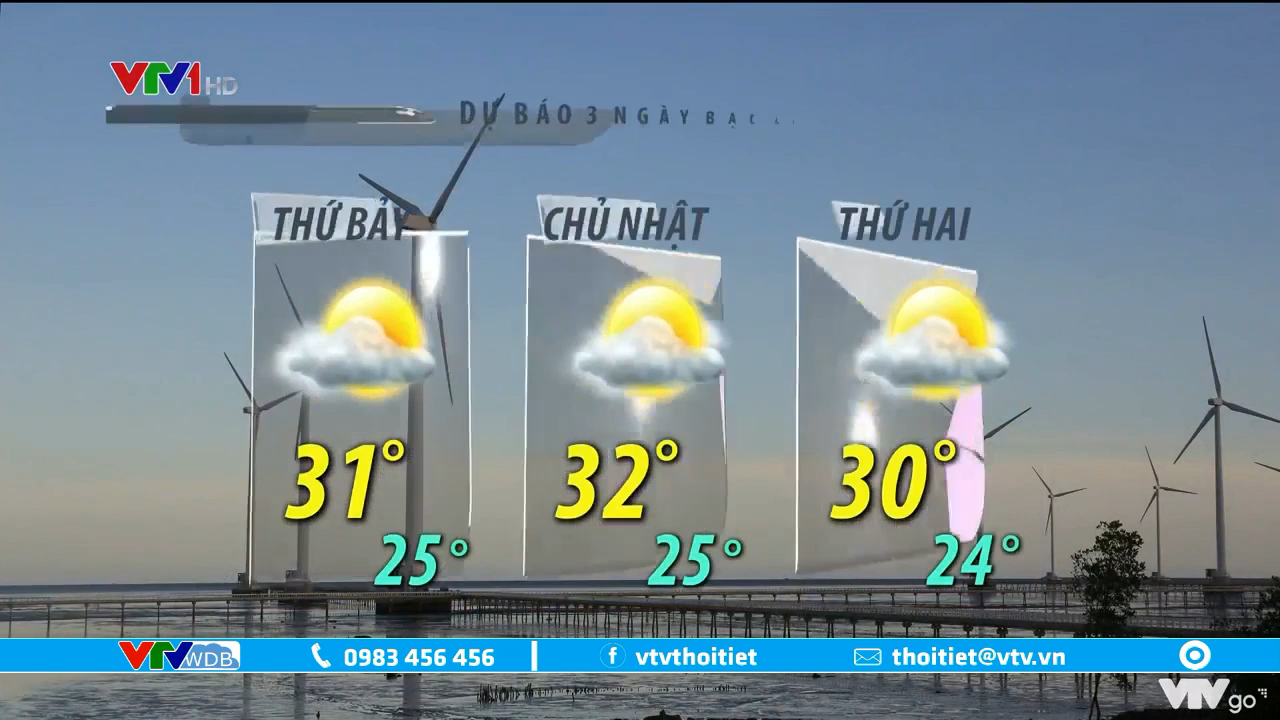 VTV1 HD
DỰ BÁO 3 NGÀY
THỨ BẢY
CHỦ NHẬT
THỨ HAI
31°
32°
30°
25°
25°
24°
VTV WDB
0983 456 456
vtvthoitiet
thoitiet@vtv.vn
VTV go